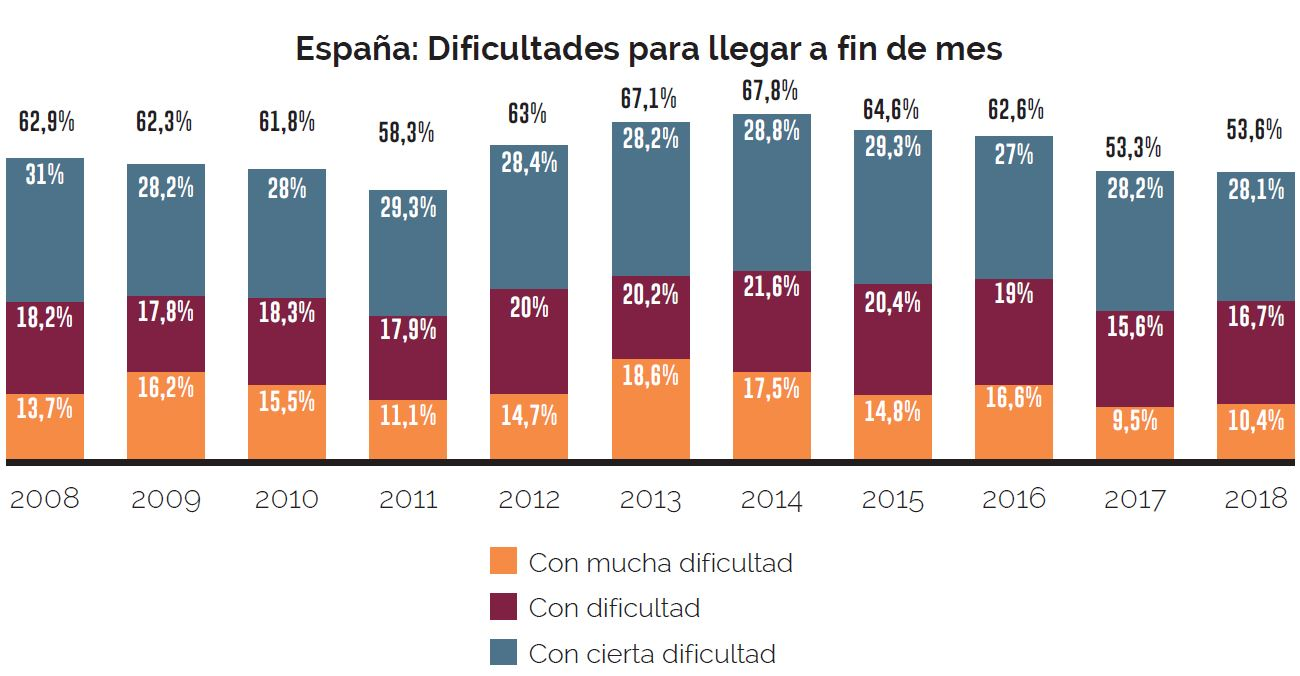 España: Dificultades para llegar a fin de mes
62,9% 62,3% 61,8% 58,3% 63% 67,1% 67,8% 64,6% 62,6% 53,3% 53,6%
31% 28,2% 28% 29,3% 28,4% 28,2% 28,8% 29,3% 27% 28,2% 28,1%
18,2% 17,8% 18,3% 17,9% 20% 20,2% 21,6% 20,4% 19% 15,6% 16,7%
13,7% 16,2% 15,5% 11,1% 14,7% 18,6% 17,5% 14,8% 16,6% 9,5% 10,4%
2008 2009 2010 2011 2012 2013 2014 2015 2016 2017 2018
Con mucha dificultad
Con dificultad
Con cierta dificultad